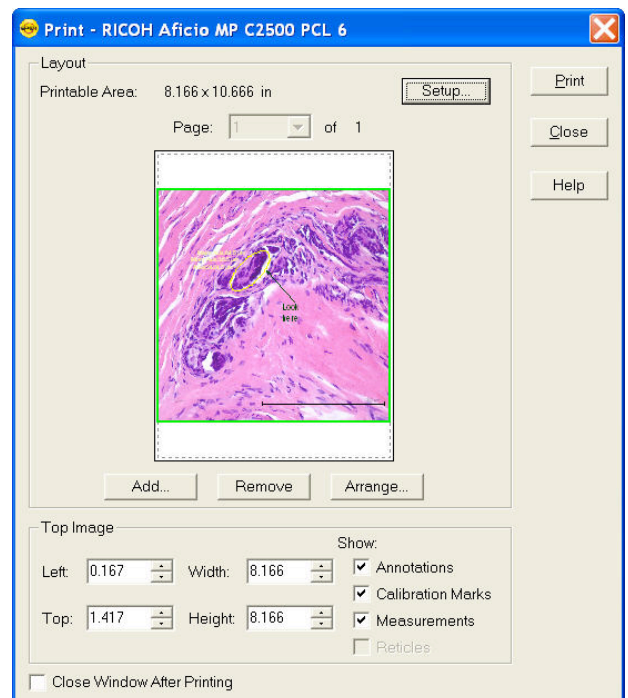 Print - RICOH Aficio MP C2500 PCL 6
Layout
Printable Area: 8.166 x 10.666 in
Setup...
Print
Page: 1 of 1
Close
Help
Look
here
Add... Remove Arrange...
Top Image
Show:
Left: 0.167 Width: 8.166 Annotations
Calibration Marks
Top: 1.417 Height: 8.166 Measurements
Reticles
Close Window After Printing